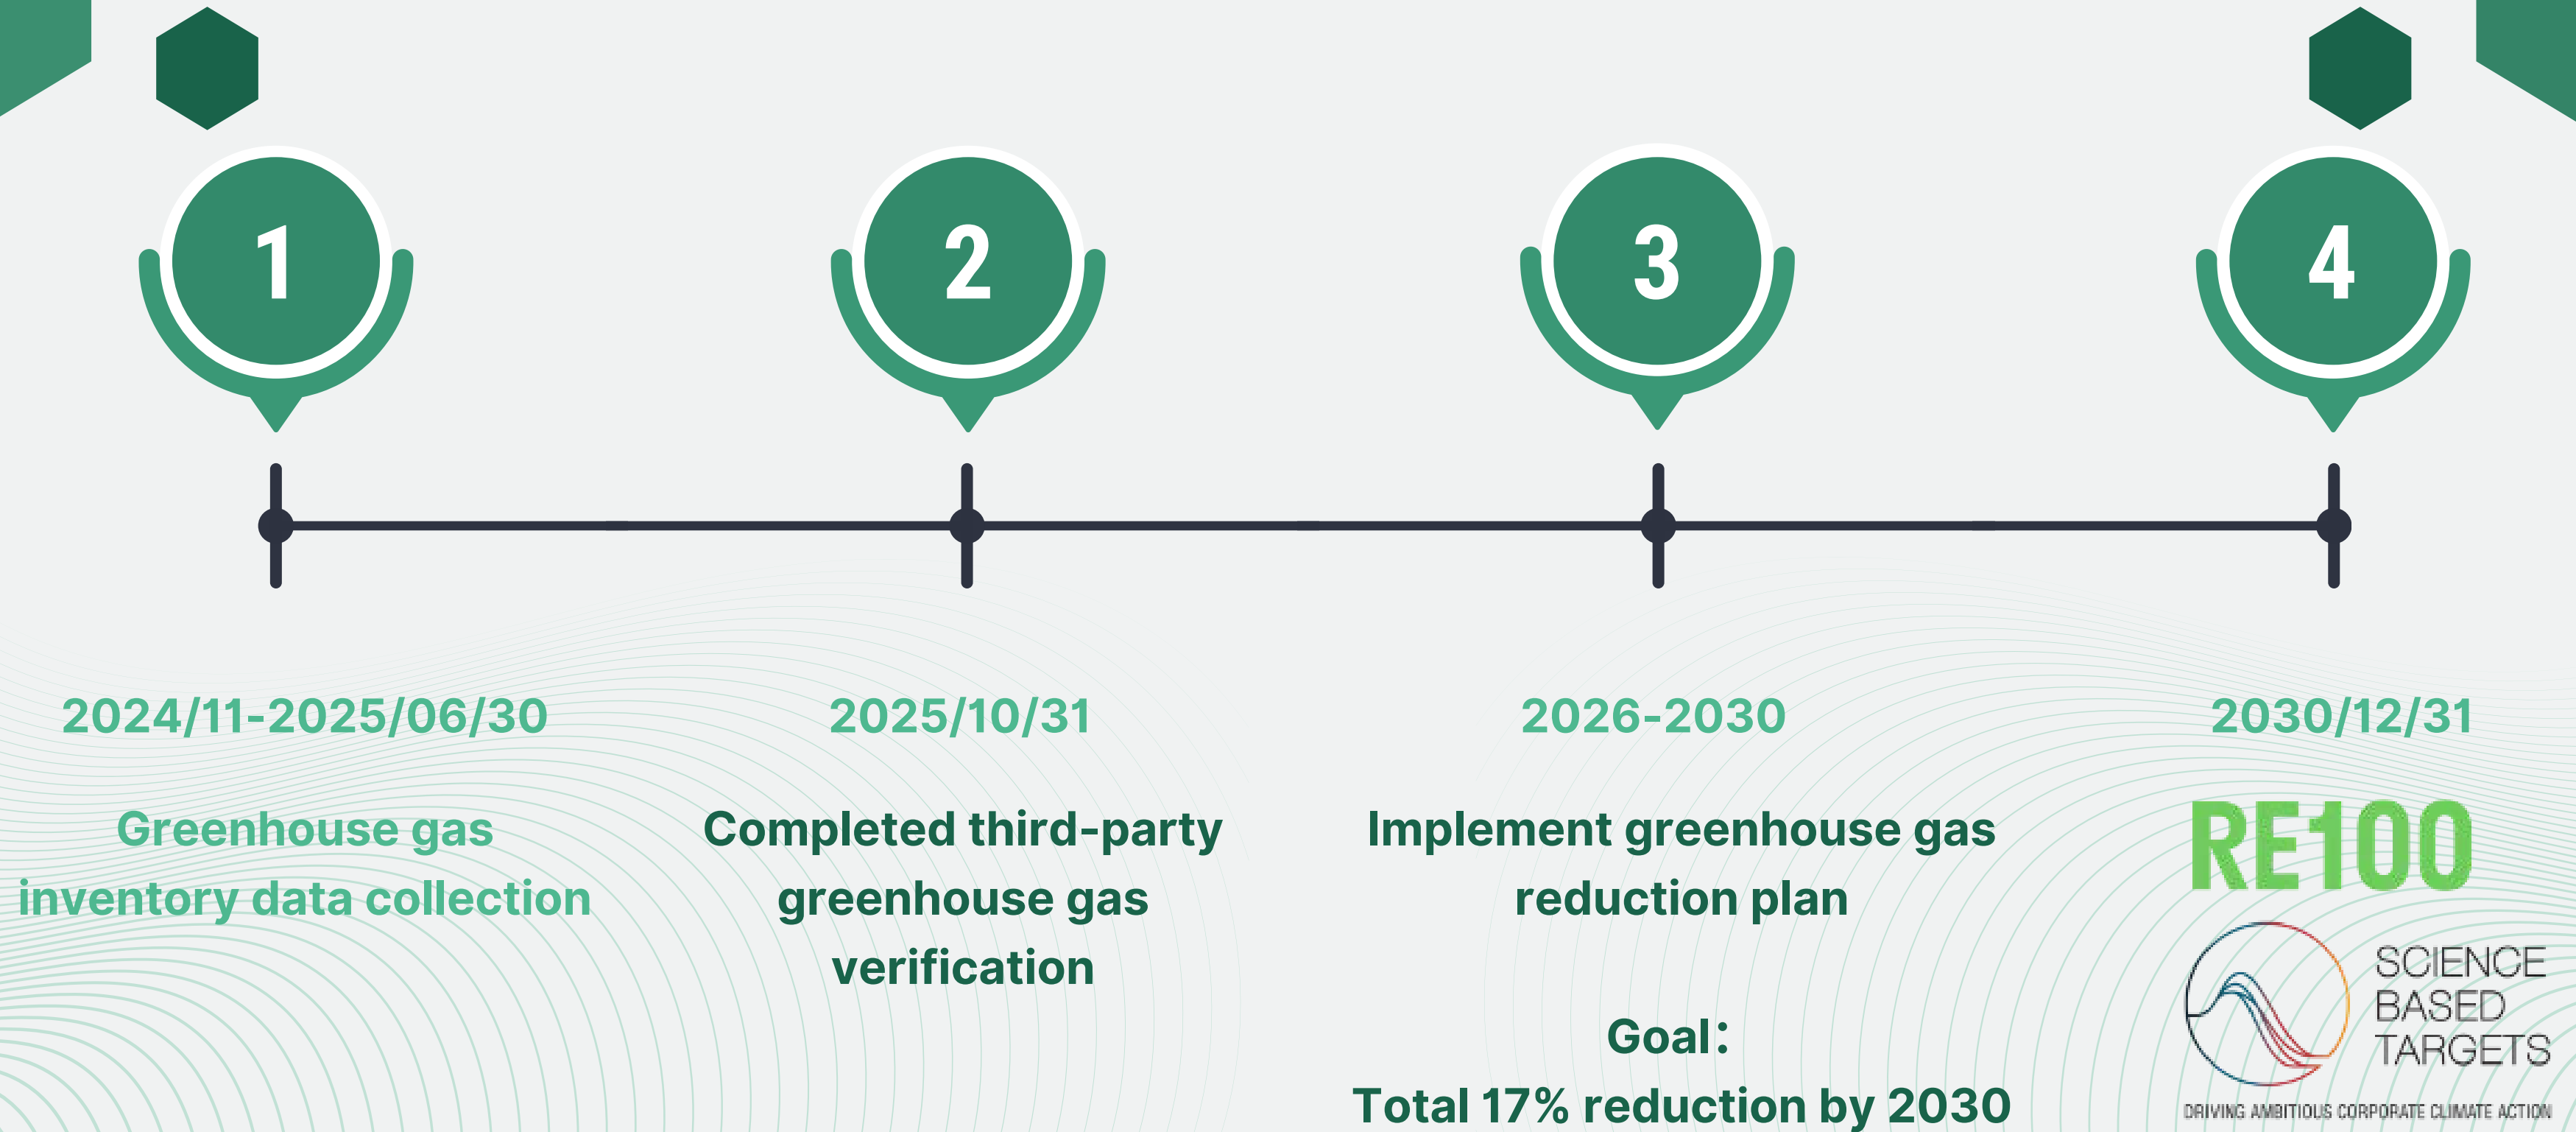 1
2
3
4
2024/11-2025/06/30
Greenhouse gas
inventory data collection
2025/10/31
Completed third-party
greenhouse gas
verification
2026-2030
Implement greenhouse gas
reduction plan
Goal：
Total 17% reduction by 2030
2030/12/31
RE100
SCIENCE
BASED
TARGETS
DRIVING AMBITIOUS CORPORATE CLIMATE ACTION